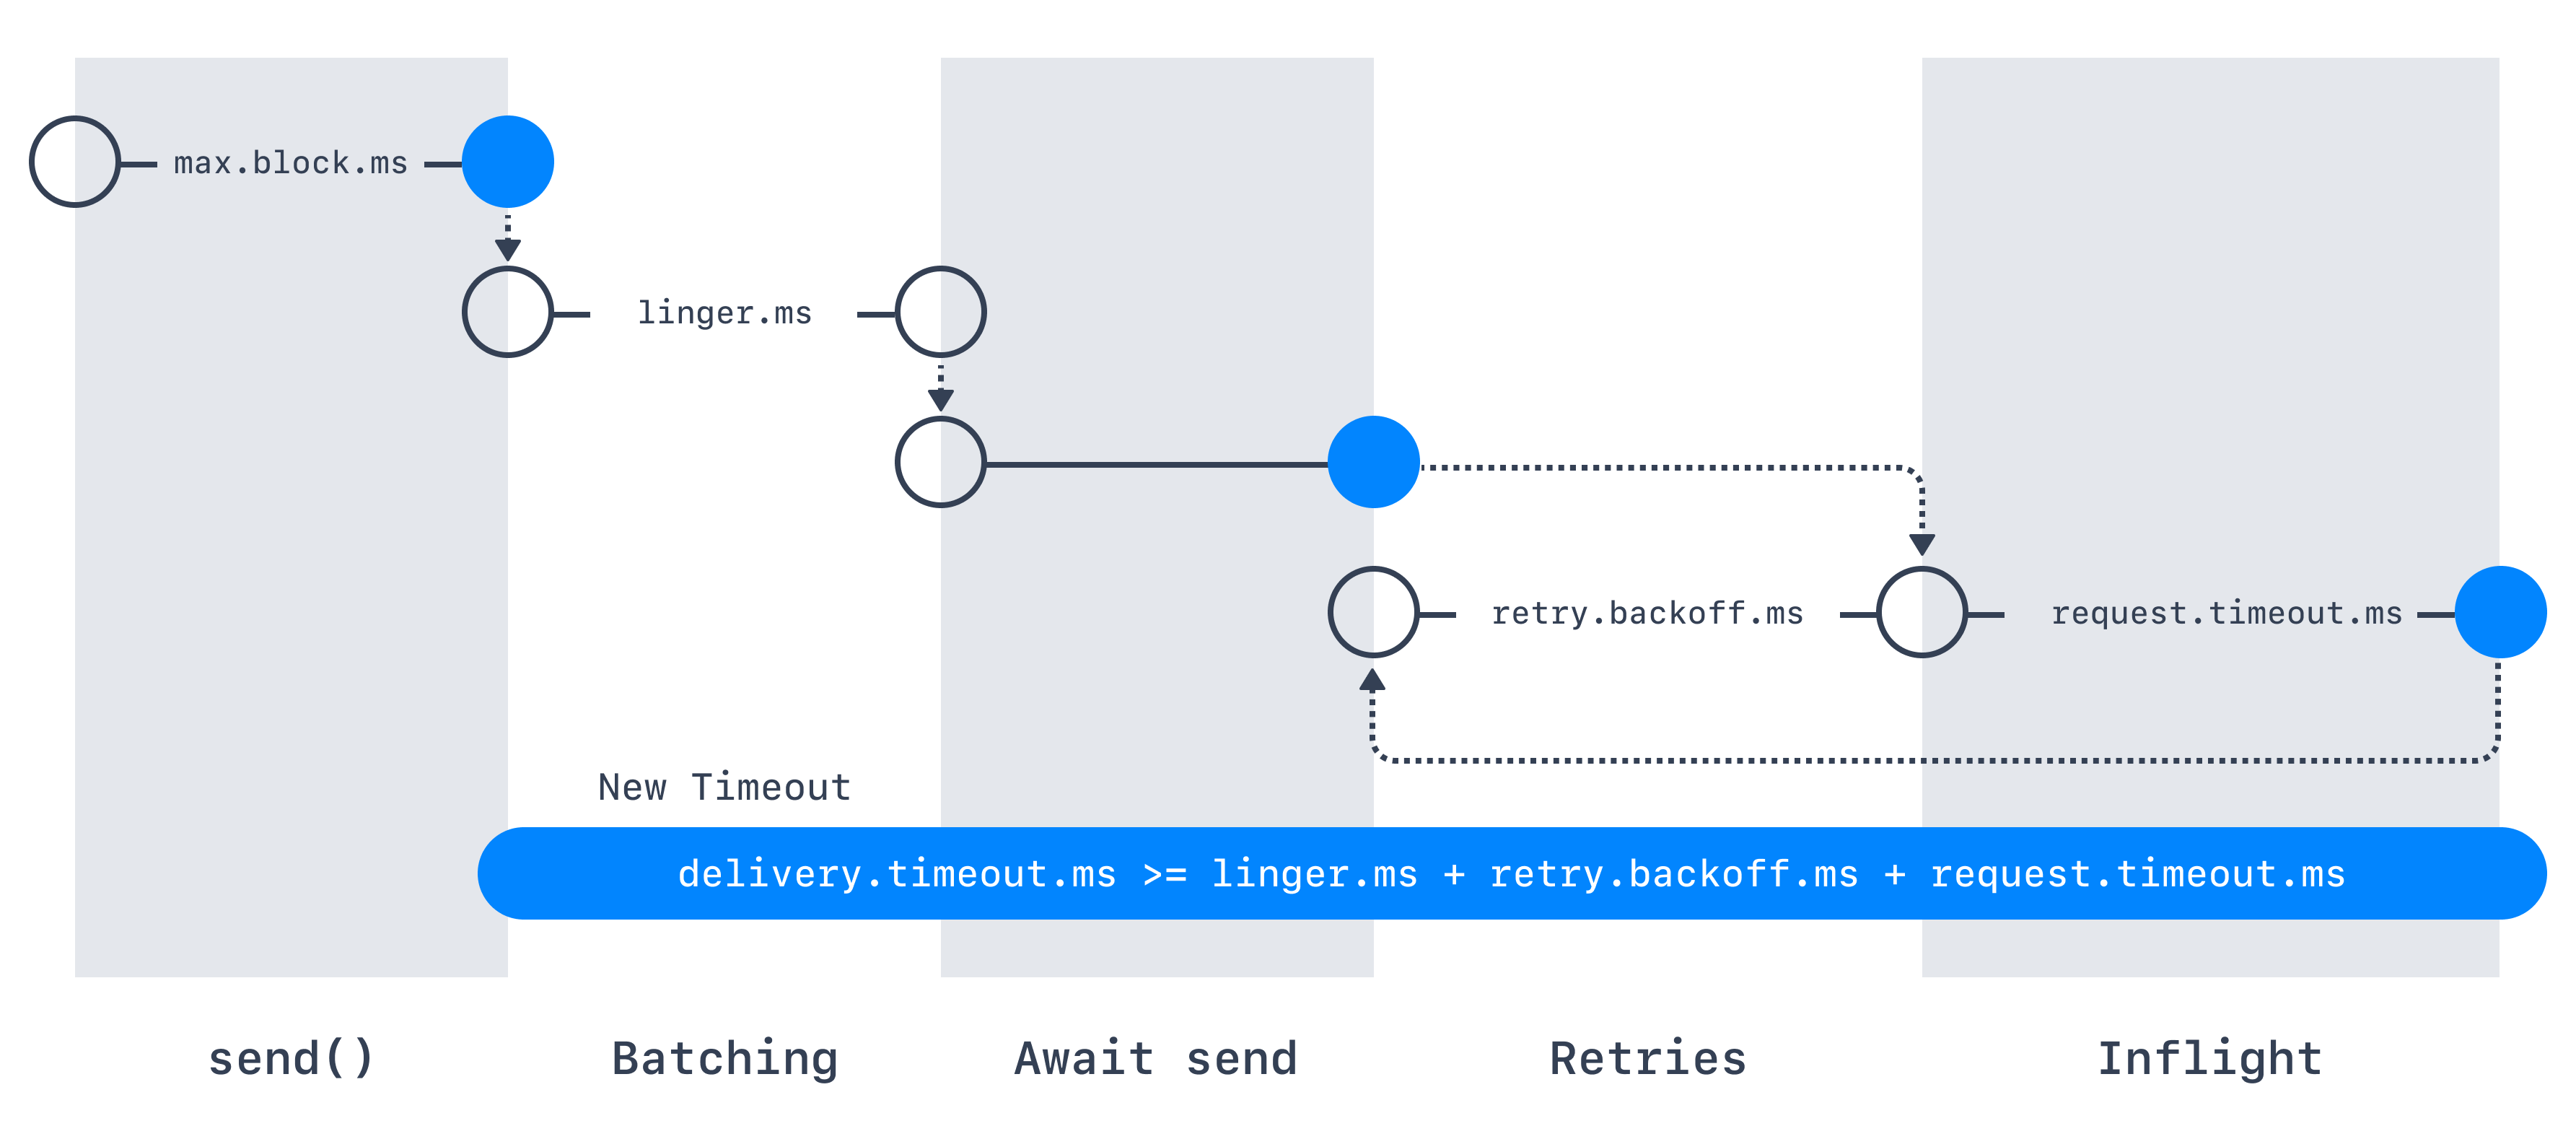 max.block.ms
linger.ms
retry.backoff.ms
request.timeout.ms
New Timeout
delivery.timeout.ms >= linger.ms + retry.backoff.ms + request.timeout.ms
send()
Batching
Await send
Retries
Inflight